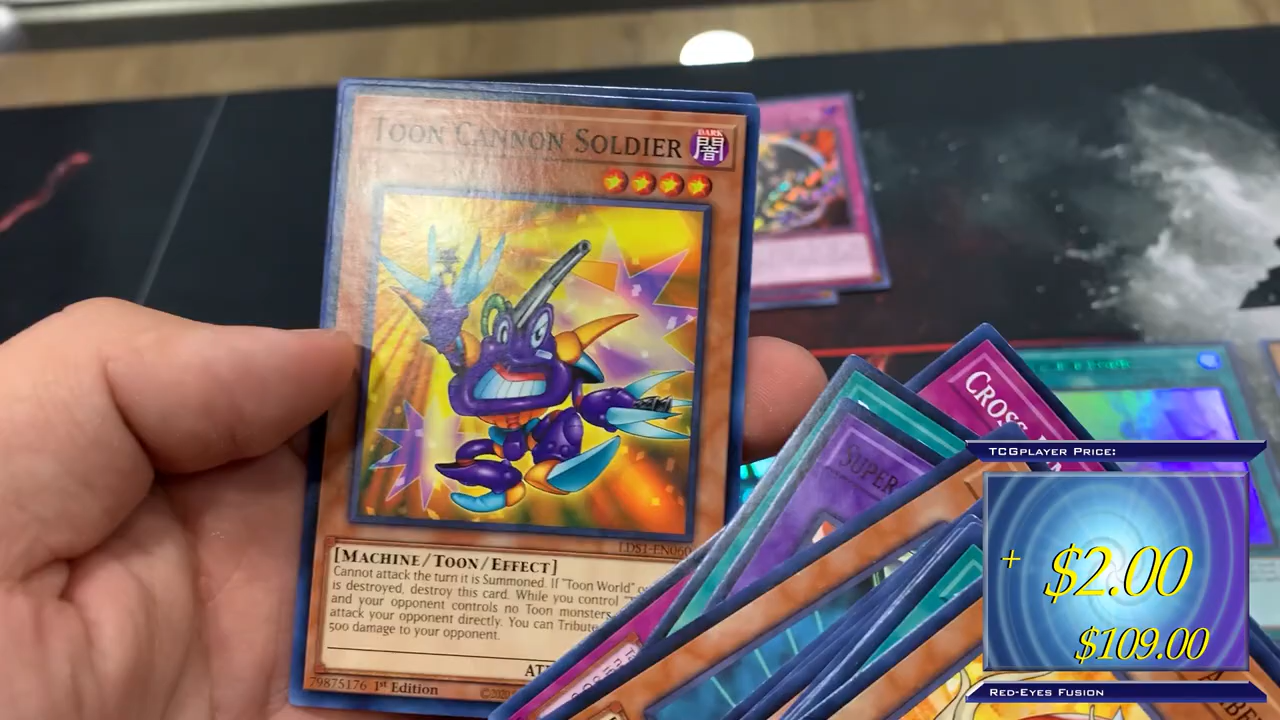 Toon Cannon Soldier
DARK
闇
LDS1-EN060
[Machine/Toon/Effect]
Cannot attack the turn it is Summoned. If "Toon World"
is destroyed, destroy this card. While you control
and your opponent controls no Toon monsters
attack your opponent directly. You can Tribute
500 damage to your opponent.
79875176 1st Edition
©2020
Super
Cros
TCGplayer Price:
+ $2.00
$109.00
Red-Eyes Fusion